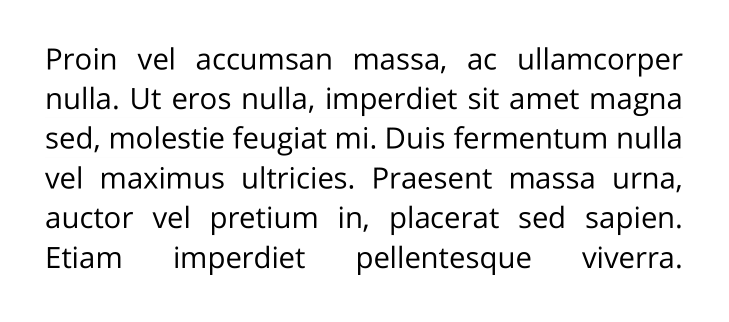 Proin vel accumsan massa, ac ullamcorper
nulla. Ut eros nulla, imperdiet sit amet magna
sed, molestie feugiat mi. Duis fermentum nulla
vel maximus ultricies. Praesent massa urna,
auctor vel pretium in, placerat sed sapien.
Etiam imperdiet pellentesque viverra.